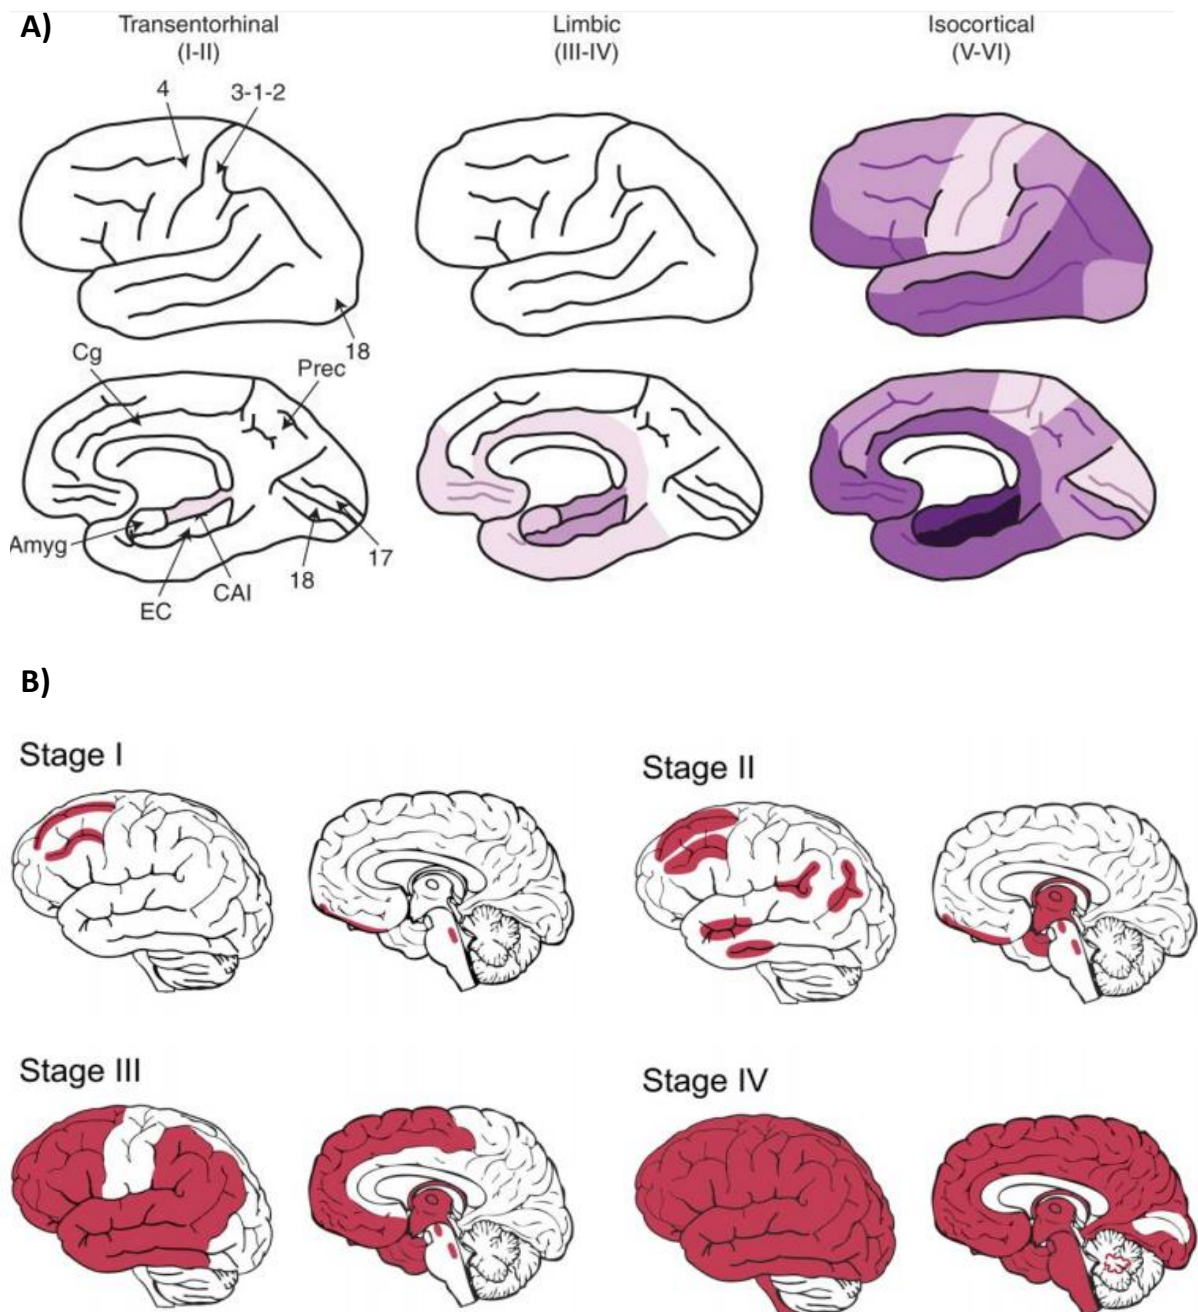 A)
Transentorhinal
(I-II)
Limbic
(III-IV)
Isocortical
(V-VI)
4
3-1-2
18
Cg
Prec
Amyg
EC
CAI
18
17
B)
Stage I
Stage II
Stage III
Stage IV